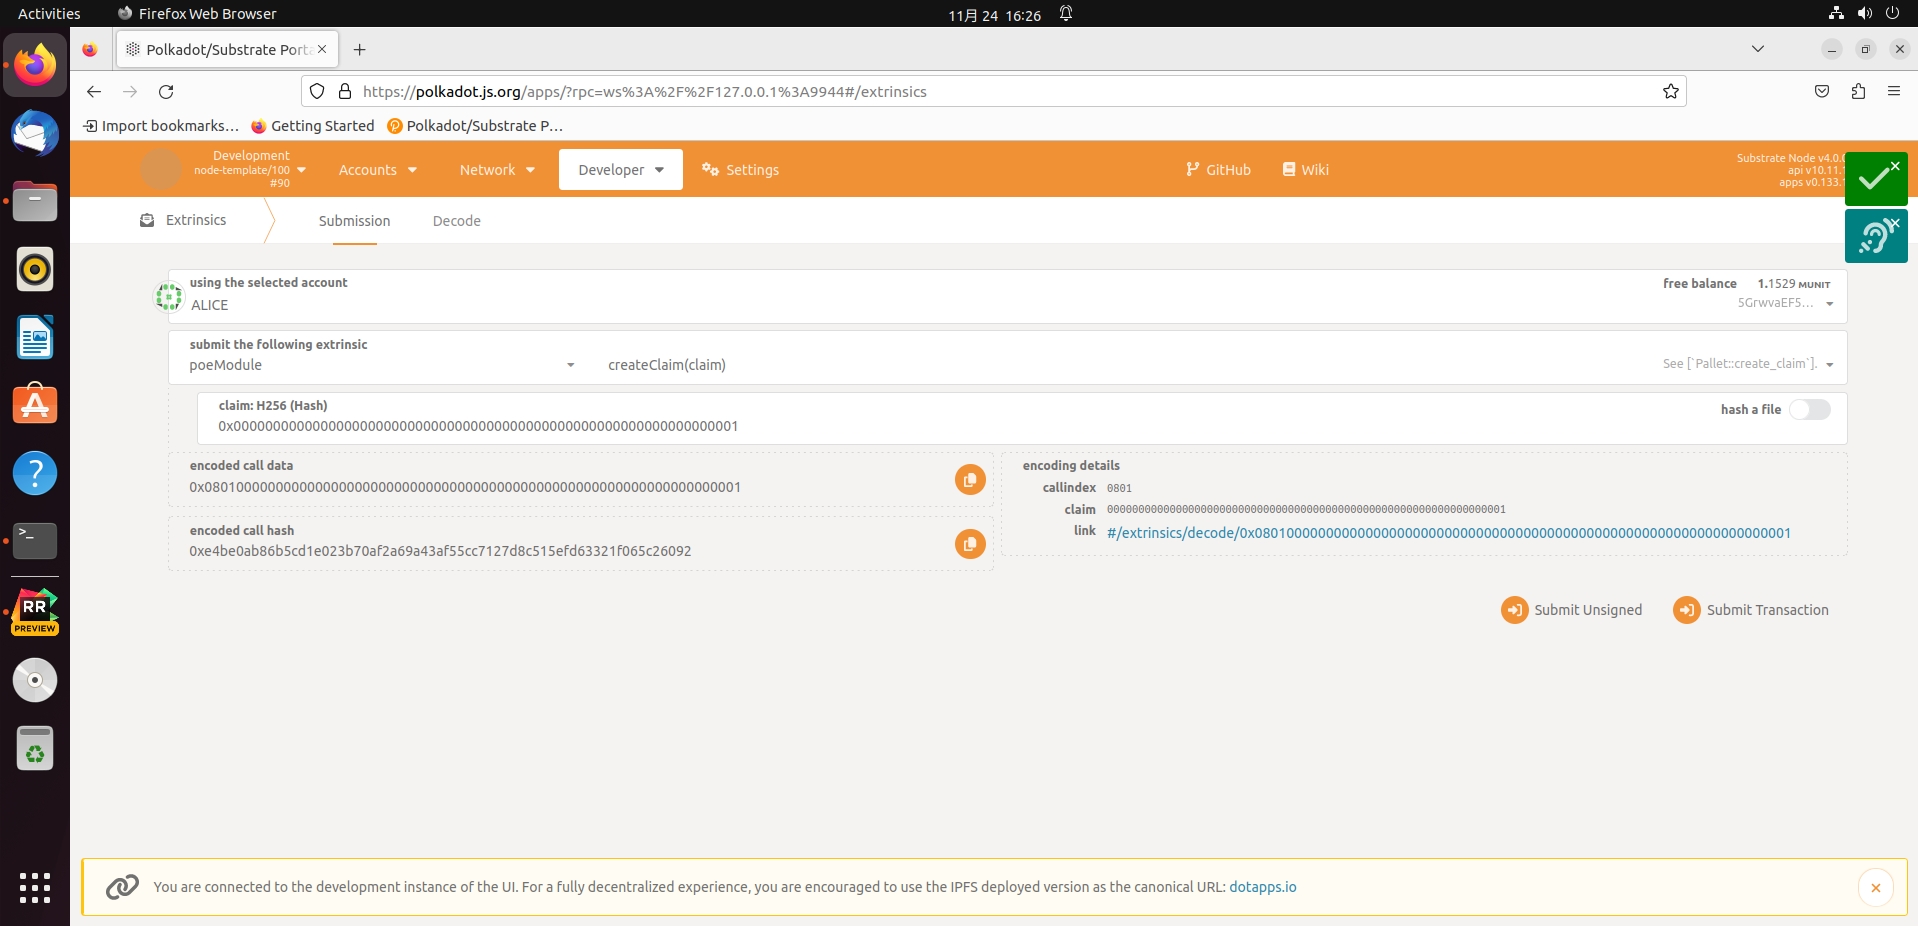 Activities
Firefox Web Browser
11月 24 16:26
Polkadot/Substrate Porta
https://polkadot.js.org/apps/?rpc=ws%3A%2F%2F127.0.0.1%3A9944#/extrinsics
Import bookmarks...
Getting Started
Polkadot/Substrate P...
Development
node-template/100
#90
Accounts
Network
Developer
Settings
GitHub
Wiki
Substrate Node v4.0.0
api v10.11.1
apps v0.133.1
Extrinsics
Submission
Decode
using the selected account
ALICE
free balance 1.1529 MUNIT
5GrwvaEF5...
submit the following extrinsic
poeModule
createClaim(claim)
See [`Pallet::create_claim`].
claim: H256 (Hash)
0x0000000000000000000000000000000000000000000000000000000000000001
hash a file
encoded call data
0x08010000000000000000000000000000000000000000000000000000000000000001
encoded call hash
0xe4be0ab86b5cd1e023b70af2a69a43af55cc7127d8c515efd63321f065c26092
encoding details
callindex 0801
claim 0000000000000000000000000000000000000000000000000000000000000001
link #/extrinsics/decode/0x08010000000000000000000000000000000000000000000000000000000000000001
Submit Unsigned
Submit Transaction
RR
PREVIEW
You are connected to the development instance of the UI. For a fully decentralized experience, you are encouraged to use the IPFS deployed version as the canonical URL: dotapps.io